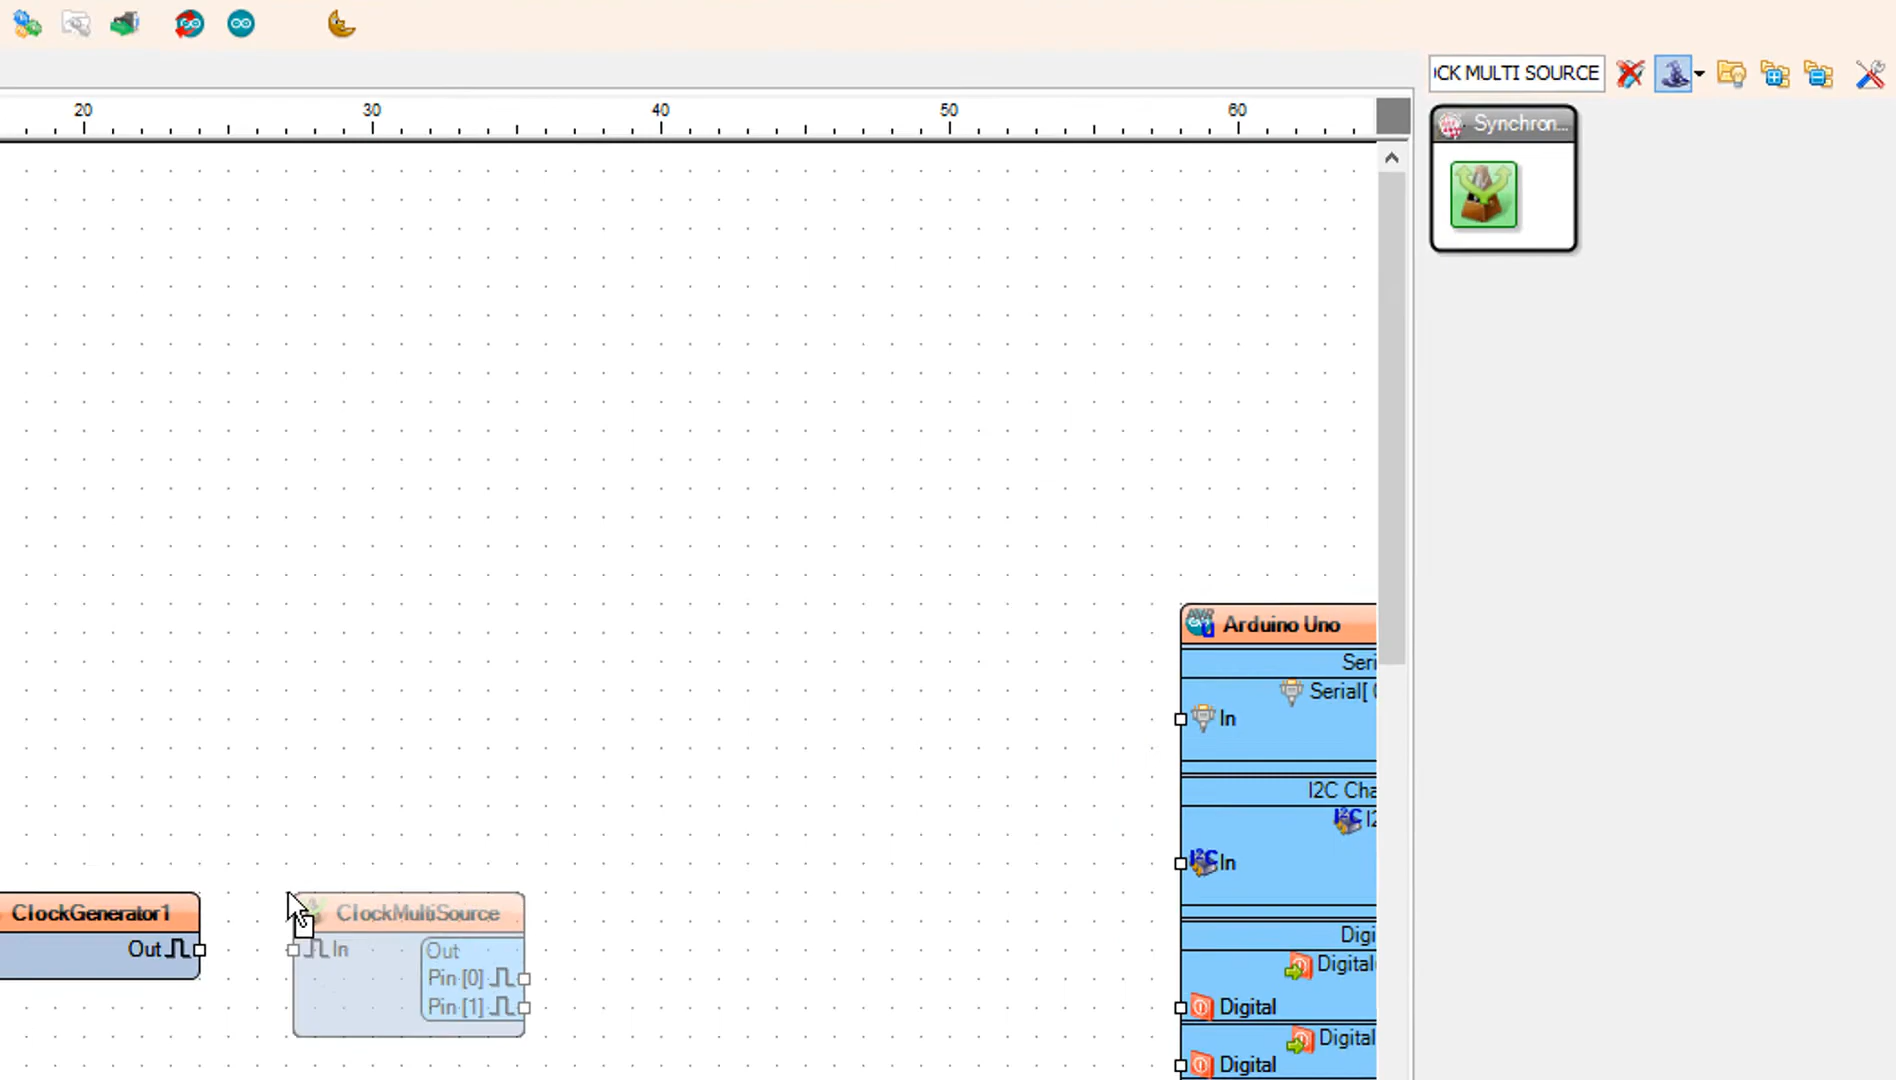 CK MULTI SOURCE
20 30 40 50 60
Synchron...
Arduino Uno
Seri
Serial[
In
I2C Cha
I2C
In
ClockGenerator1
Out
ClockMultiSource
In
Out
Pin [0]
Pin [1]
Digi
Digital
Digital
Digital
Digital